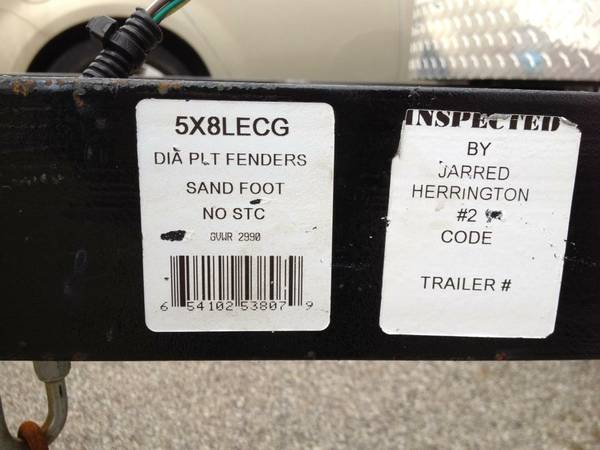 5X8LECG
DIA PLT FENDERS
SAND FOOT
NO STC
GVWR 2990
6 54102 53807 9
INSPECTED
BY
JARRED
HERRINGTON
#2
CODE
TRAILER #